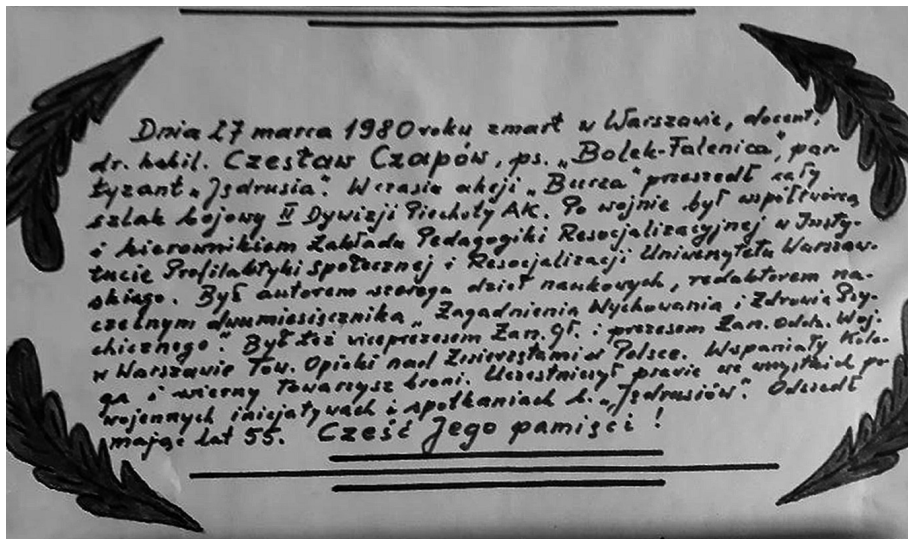 Dnia 27 marca 1980 roku zmarł w Warszawie, docent,
dr. habil. Czesław Czapów, ps. „Bolek-Falenica", par-
tyzant „Jędrusia". W czasie akcji „Burza" przeszedł cały
szlak bojowy II Dywizji Piechoty AK. Po wojnie był współtwórcą
i kierownikiem Zakładu Pedagogiki Resocjalizacyjnej w Insty-
tucie Profilaktyki Społecznej i Resocjalizacji Uniwersytetu Warszaw-
skiego. Był autorem szeregu dzieł naukowych, redaktorem na-
czelnym dwumiesięcznika „Zagadnienia Wychowania i Zdrowia Psy-
chicznego". Był też viceprezesem Zarz. Gł. i prezesem Zarz. Oddz. Woj.
w Warszawie Tow. Opieki nad Zwierzętami w Polsce. Wspaniały Kole-
ga i wierny towarzysz broni. Uczestniczył prawie we wszystkich po-
wojennych inicjatywach i spotkaniach b. „Jędrusiów". Odszedł
mając lat 55. Cześć Jego pamięci!